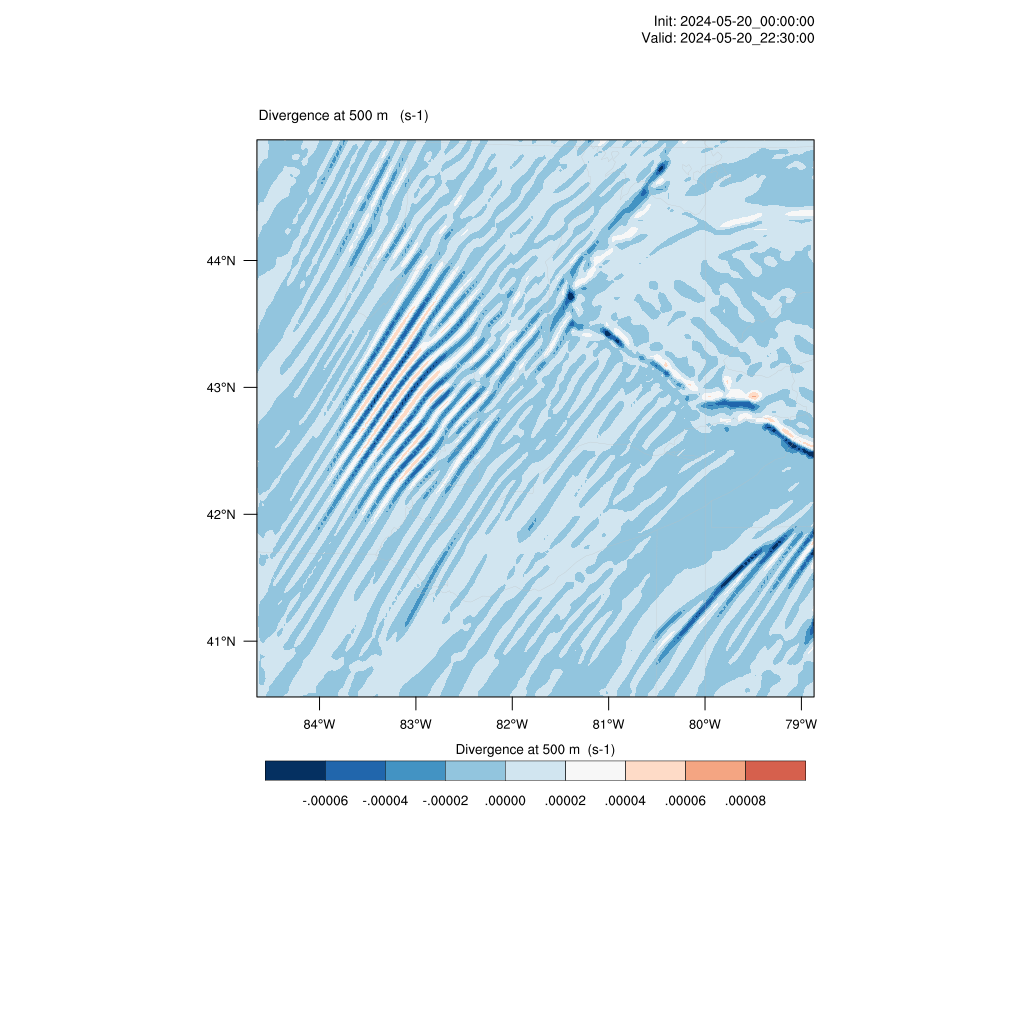 Init: 2024-05-20_00:00:00
Valid: 2024-05-20_22:30:00
Divergence at 500 m (s-1)
44°N
43°N
42°N
41°N
84°W 83°W 82°W 81°W 80°W 79°W
Divergence at 500 m (s-1)
-.00006 -.00004 -.00002 .00000 .00002 .00004 .00006 .00008